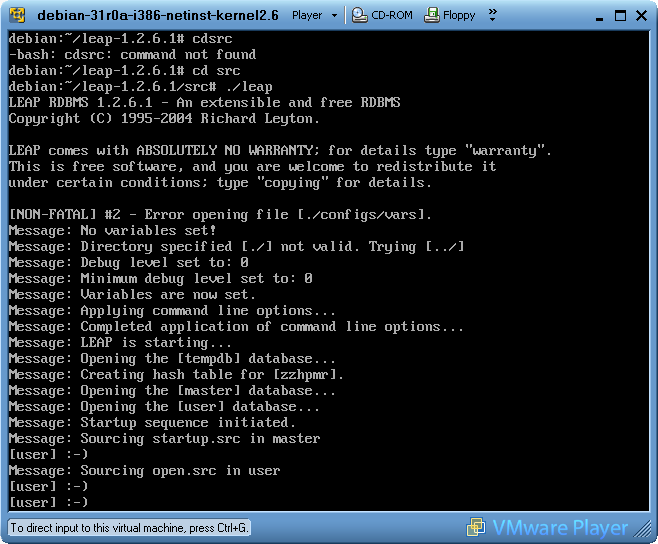 debian-31r0a-i386-netinst-kernel2.6 Player CD-ROM Floppy
debian:~/leap-1.2.6.1# cdsrc
-bash: cdsrc: command not found
debian:~/leap-1.2.6.1# cd src
debian:~/leap-1.2.6.1/src# ./leap
LEAP RDBMS 1.2.6.1 - An extensible and free RDBMS
Copyright (C) 1995-2004 Richard Leyton.
LEAP comes with ABSOLUTELY NO WARRANTY; for details type "warranty".
This is free software, and you are welcome to redistribute it
under certain conditions; type "copying" for details.
[NON-FATAL] #2 - Error opening file [./configs/vars].
Message: No variables set!
Message: Directory specified [./] not valid. Trying [../]
Message: Debug level set to: 0
Message: Minimum debug level set to: 0
Message: Variables are now set.
Message: Applying command line options...
Message: Completed application of command line options...
Message: LEAP is starting...
Message: Opening the [tempdb] database...
Message: Creating hash table for [zzhpmr].
Message: Opening the [master] database...
Message: Opening the [user] database...
Message: Startup sequence initiated.
Message: Sourcing startup.src in master
[user] :-)
Message: Sourcing open.src in user
[user] :-)
[user] :-)
To direct input to this virtual machine, press Ctrl+G. VMware Player